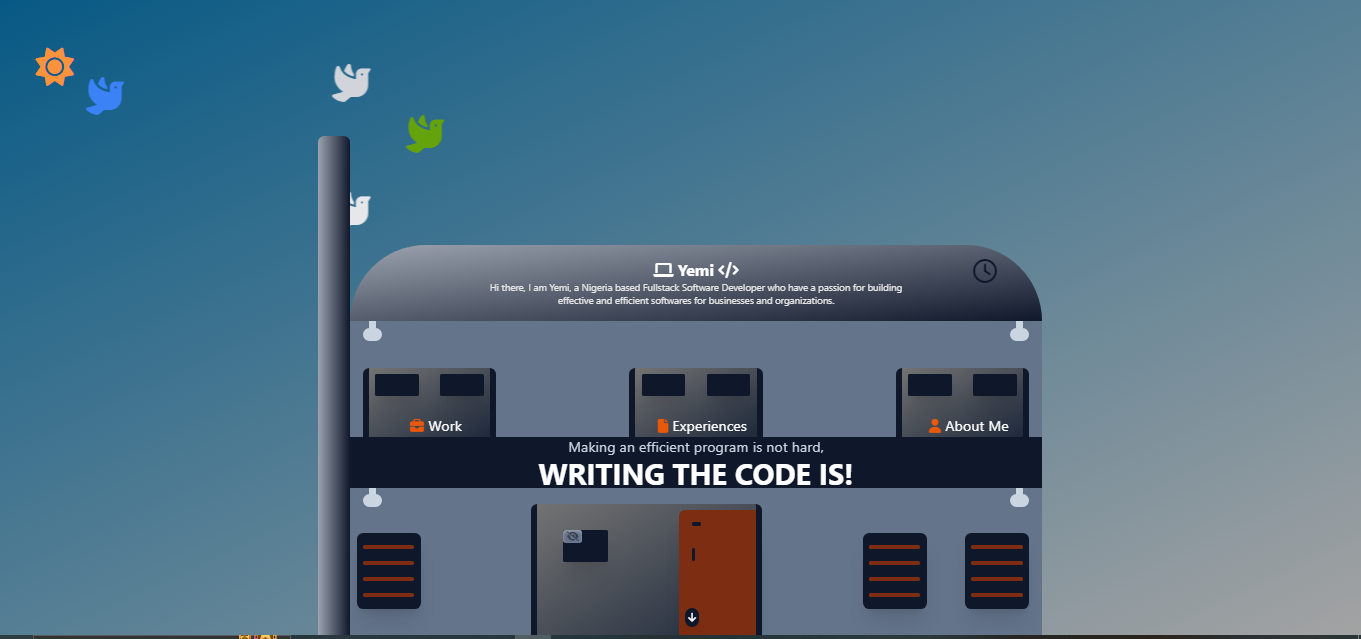 Yemi </>
Hi there, I am Yemi, a Nigeria based Fullstack Software Developer who have a passion for building
effective and efficient softwares for businesses and organizations.
Work
Experiences
About Me
Making an efficient program is not hard,
WRITING THE CODE IS!